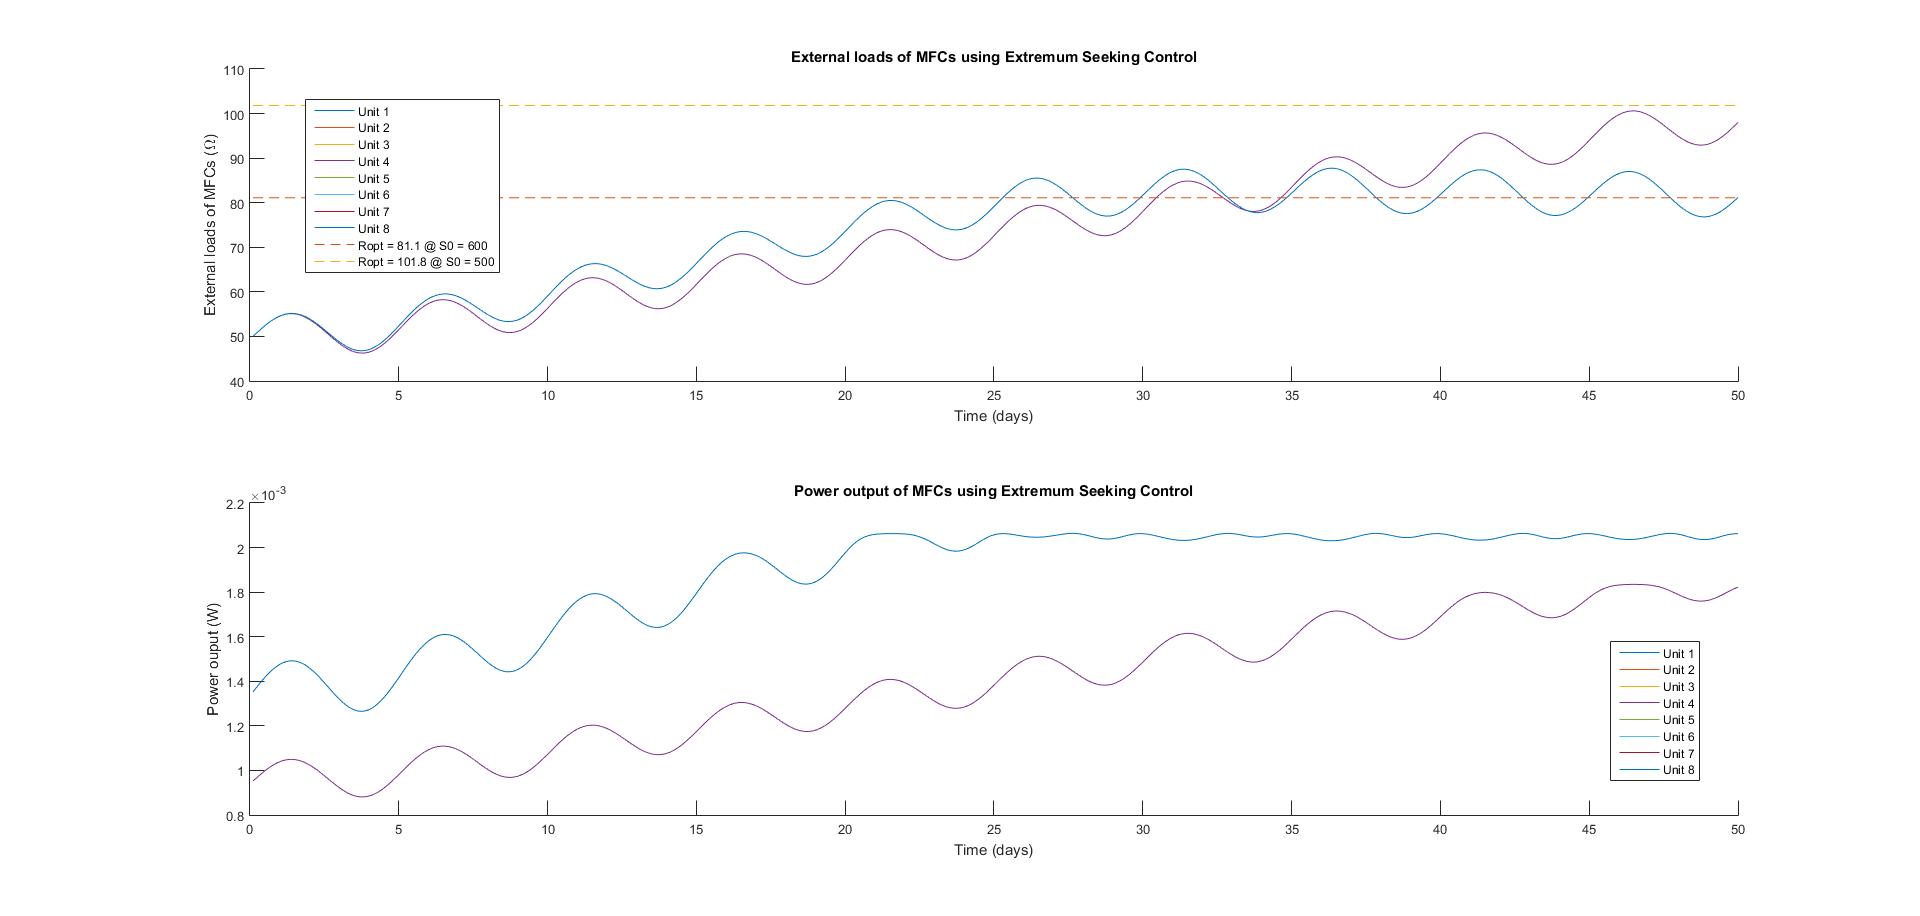 External loads of MFCs using Extremum Seeking Control
110
100
90
80
70
60
50
40
External loads of MFCs (Ω)
Unit 1
Unit 2
Unit 3
Unit 4
Unit 5
Unit 6
Unit 7
Unit 8
Ropt = 81.1 @ S0 = 600
Ropt = 101.8 @ S0 = 500
0 5 10 15 20 25 30 35 40 45 50
Time (days)
Power output of MFCs using Extremum Seeking Control
×10⁻³
2.2
2
1.8
1.6
1.4
1.2
1
0.8
Power ouput (W)
Unit 1
Unit 2
Unit 3
Unit 4
Unit 5
Unit 6
Unit 7
Unit 8
0 5 10 15 20 25 30 35 40 45 50
Time (days)